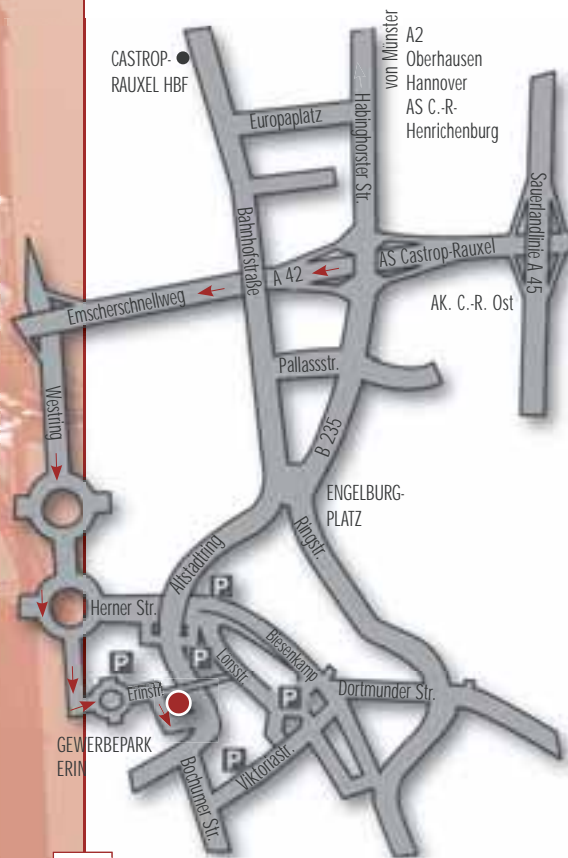 CASTROP-
RAUXEL HBF
von Münster
A2
Oberhausen
Hannover
AS C.-R-
Henrichenburg
Europaplatz
Habinghorster Str.
Sauerlandlinie A 45
Bahnhofstraße
AS Castrop-Rauxel
A 42
Emscherschnellweg
AK. C.-R. Ost
Pallassstr.
Westring
B 235
ENGELBURG-
PLATZ
Ringstr.
Altstadtring
P
Herner Str.
Biesenkamp
P
P
Lönsstr.
Erinstr.
Dortmunder Str.
P
GEWERBEPARK
ERIN
P
Viktoriastr.
Bochumer Str.